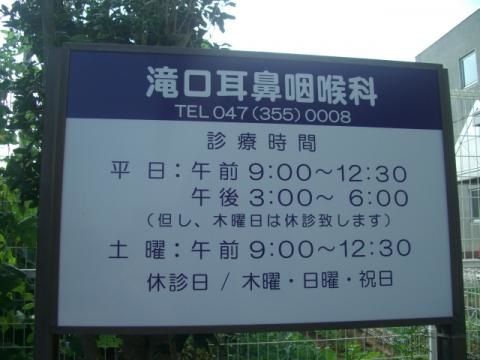 滝口耳鼻咽喉科
TEL 047(355)0008
診療時間
平日:午前 9:00〜12:30
午後 3:00〜 6:00
(但し、木曜日は休診致します)
土曜:午前 9:00〜12:30
休診日 / 木曜・日曜・祝日